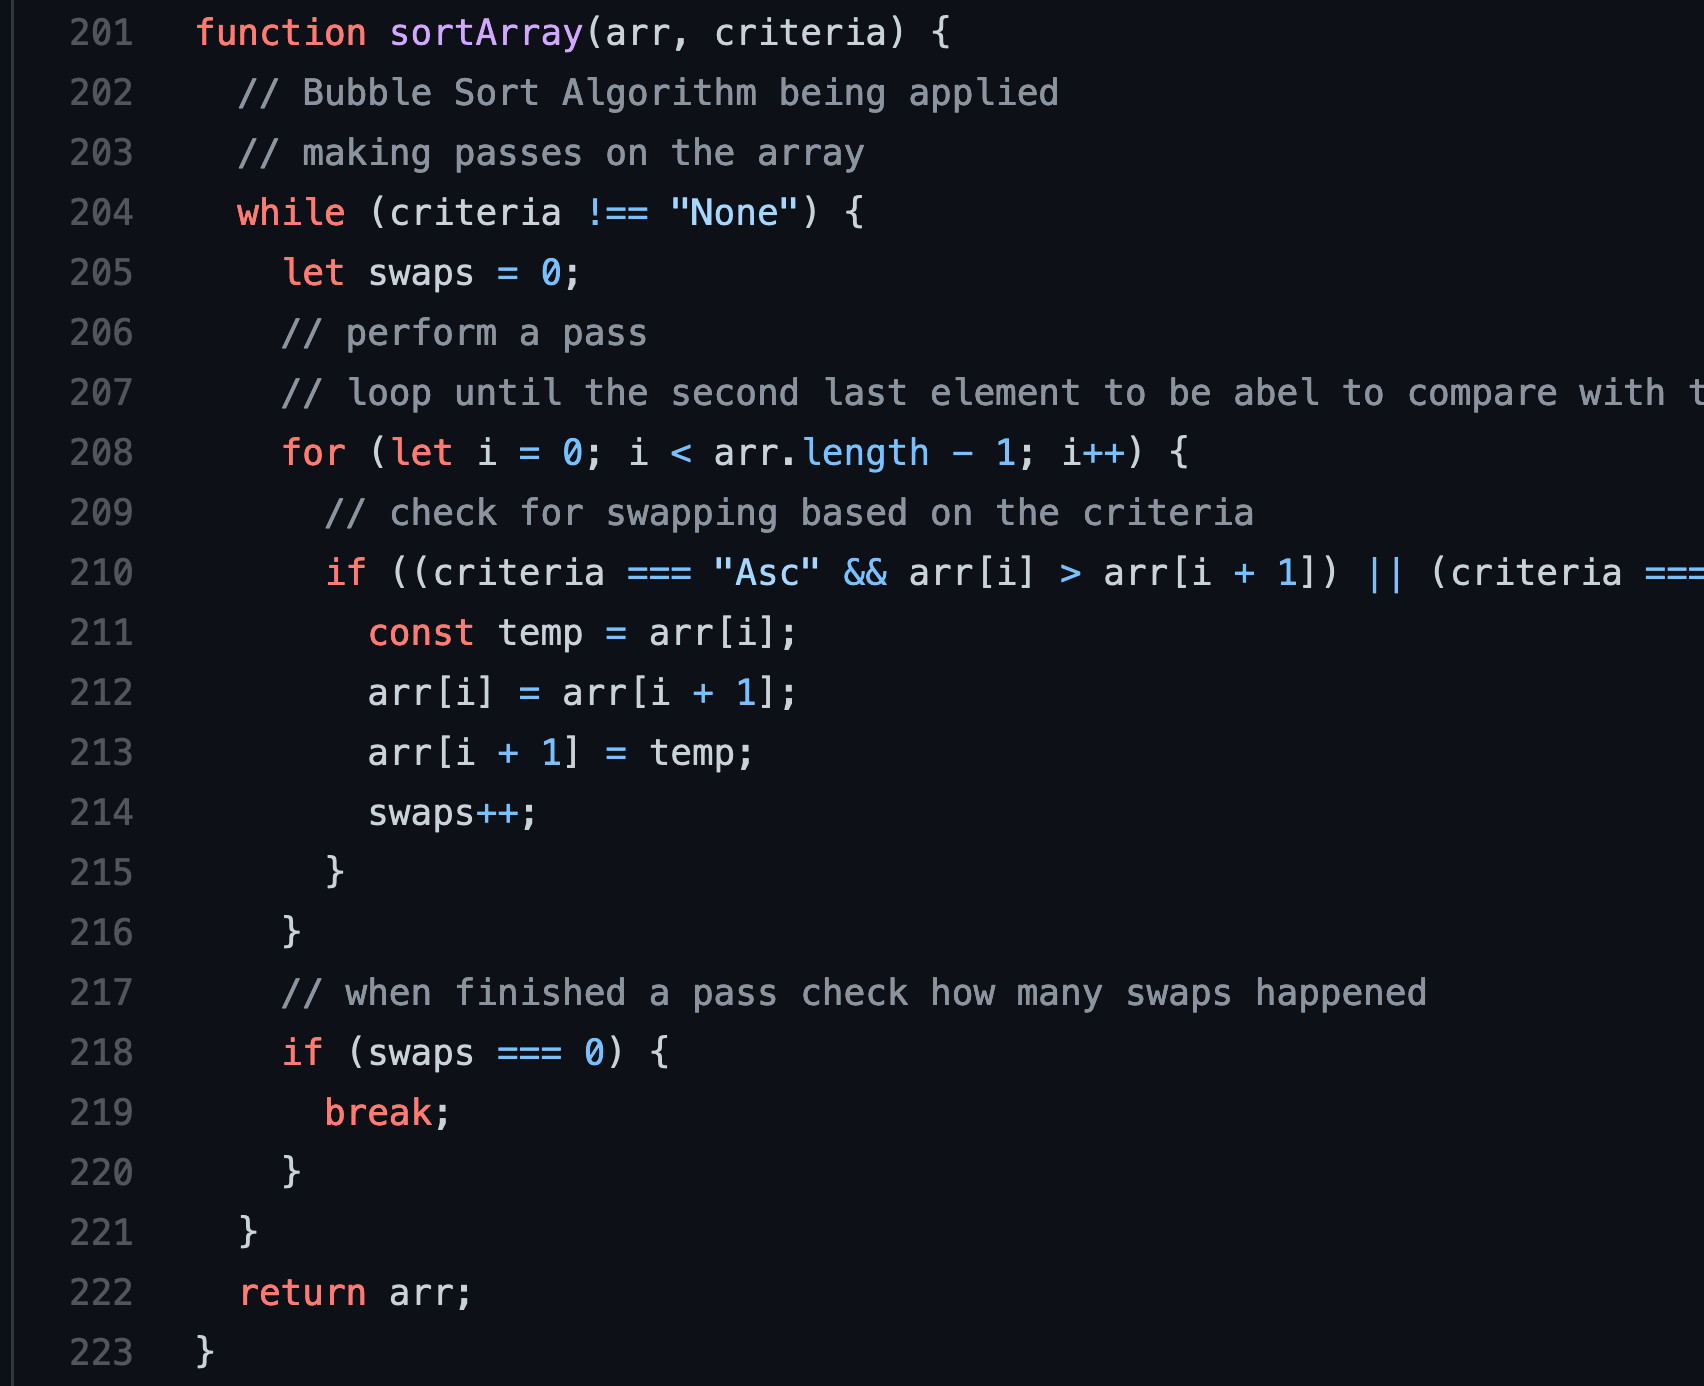 201 function sortArray(arr, criteria) {
202 // Bubble Sort Algorithm being applied
203 // making passes on the array
204 while (criteria !== "None") {
205 let swaps = 0;
206 // perform a pass
207 // loop until the second last element to be abel to compare with
208 for (let i = 0; i < arr.length - 1; i++) {
209 // check for swapping based on the criteria
210 if ((criteria === "Asc" && arr[i] > arr[i + 1]) || (criteria ===
211 const temp = arr[i];
212 arr[i] = arr[i + 1];
213 arr[i + 1] = temp;
214 swaps++;
215 }
216 }
217 // when finished a pass check how many swaps happened
218 if (swaps === 0) {
219 break;
220 }
221 }
222 return arr;
223 }